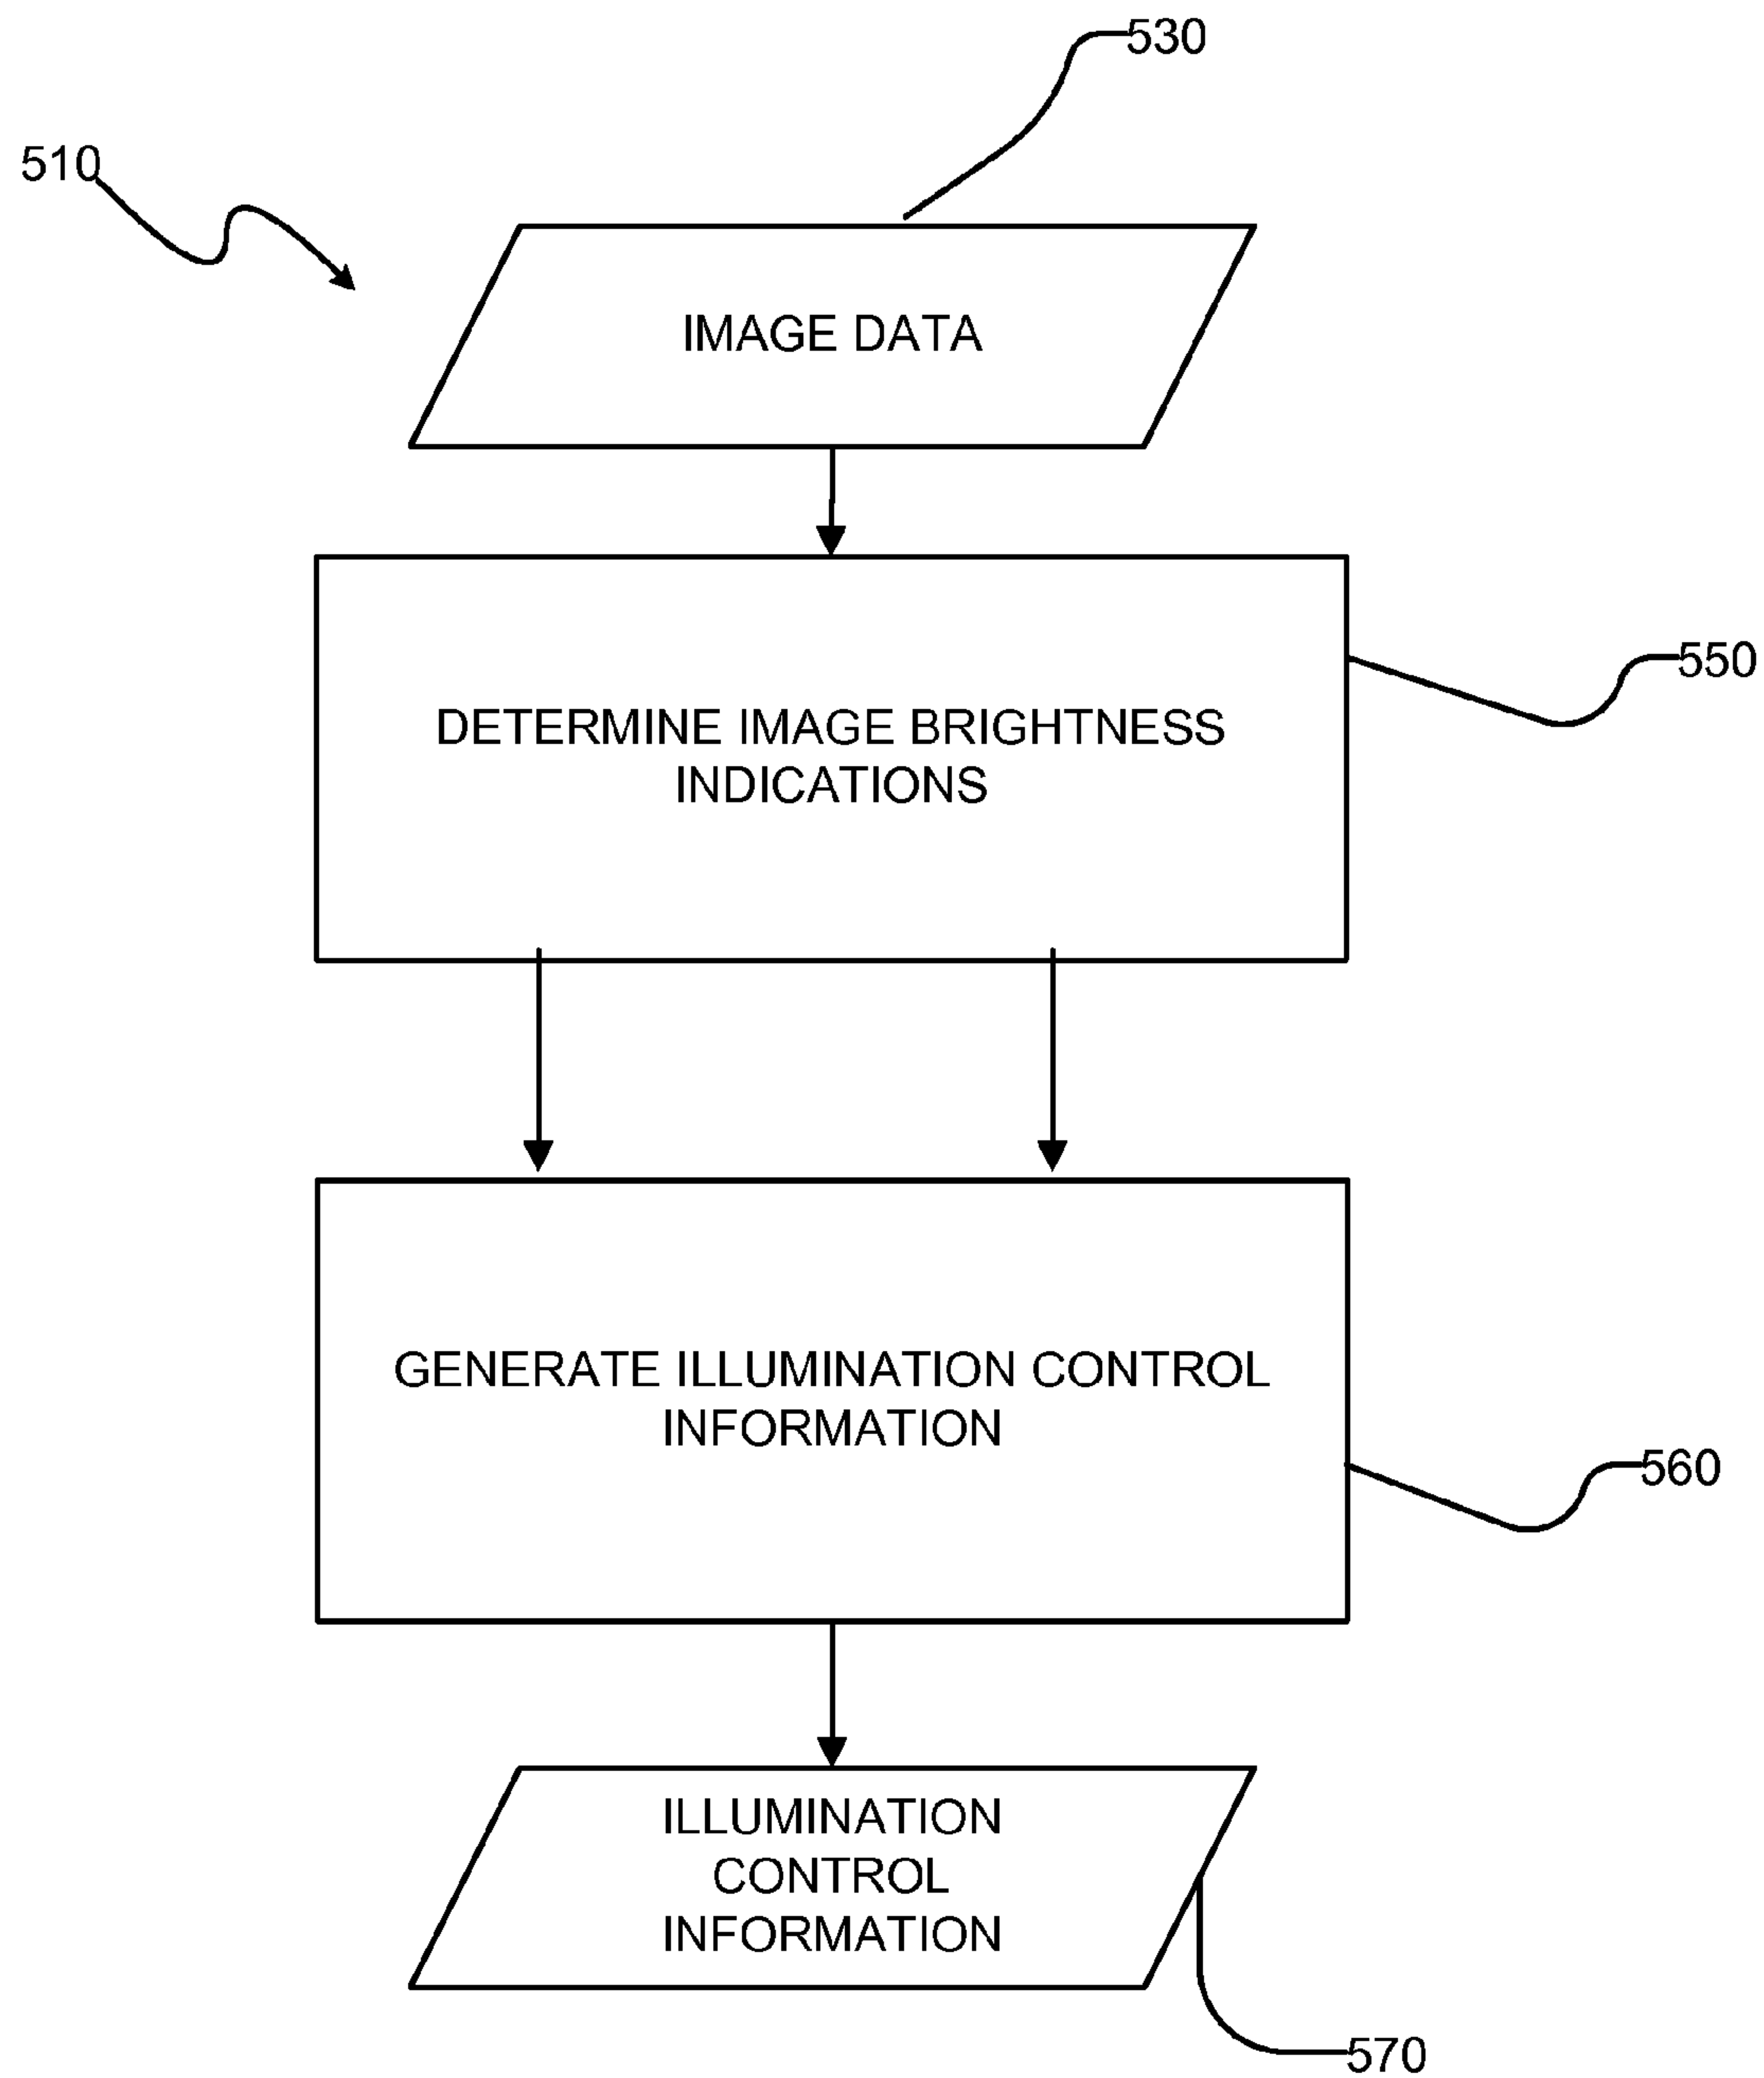 530
510
IMAGE DATA
550
DETERMINE IMAGE BRIGHTNESS
INDICATIONS
GENERATE ILLUMINATION CONTROL
INFORMATION
560
ILLUMINATION
CONTROL
INFORMATION
570